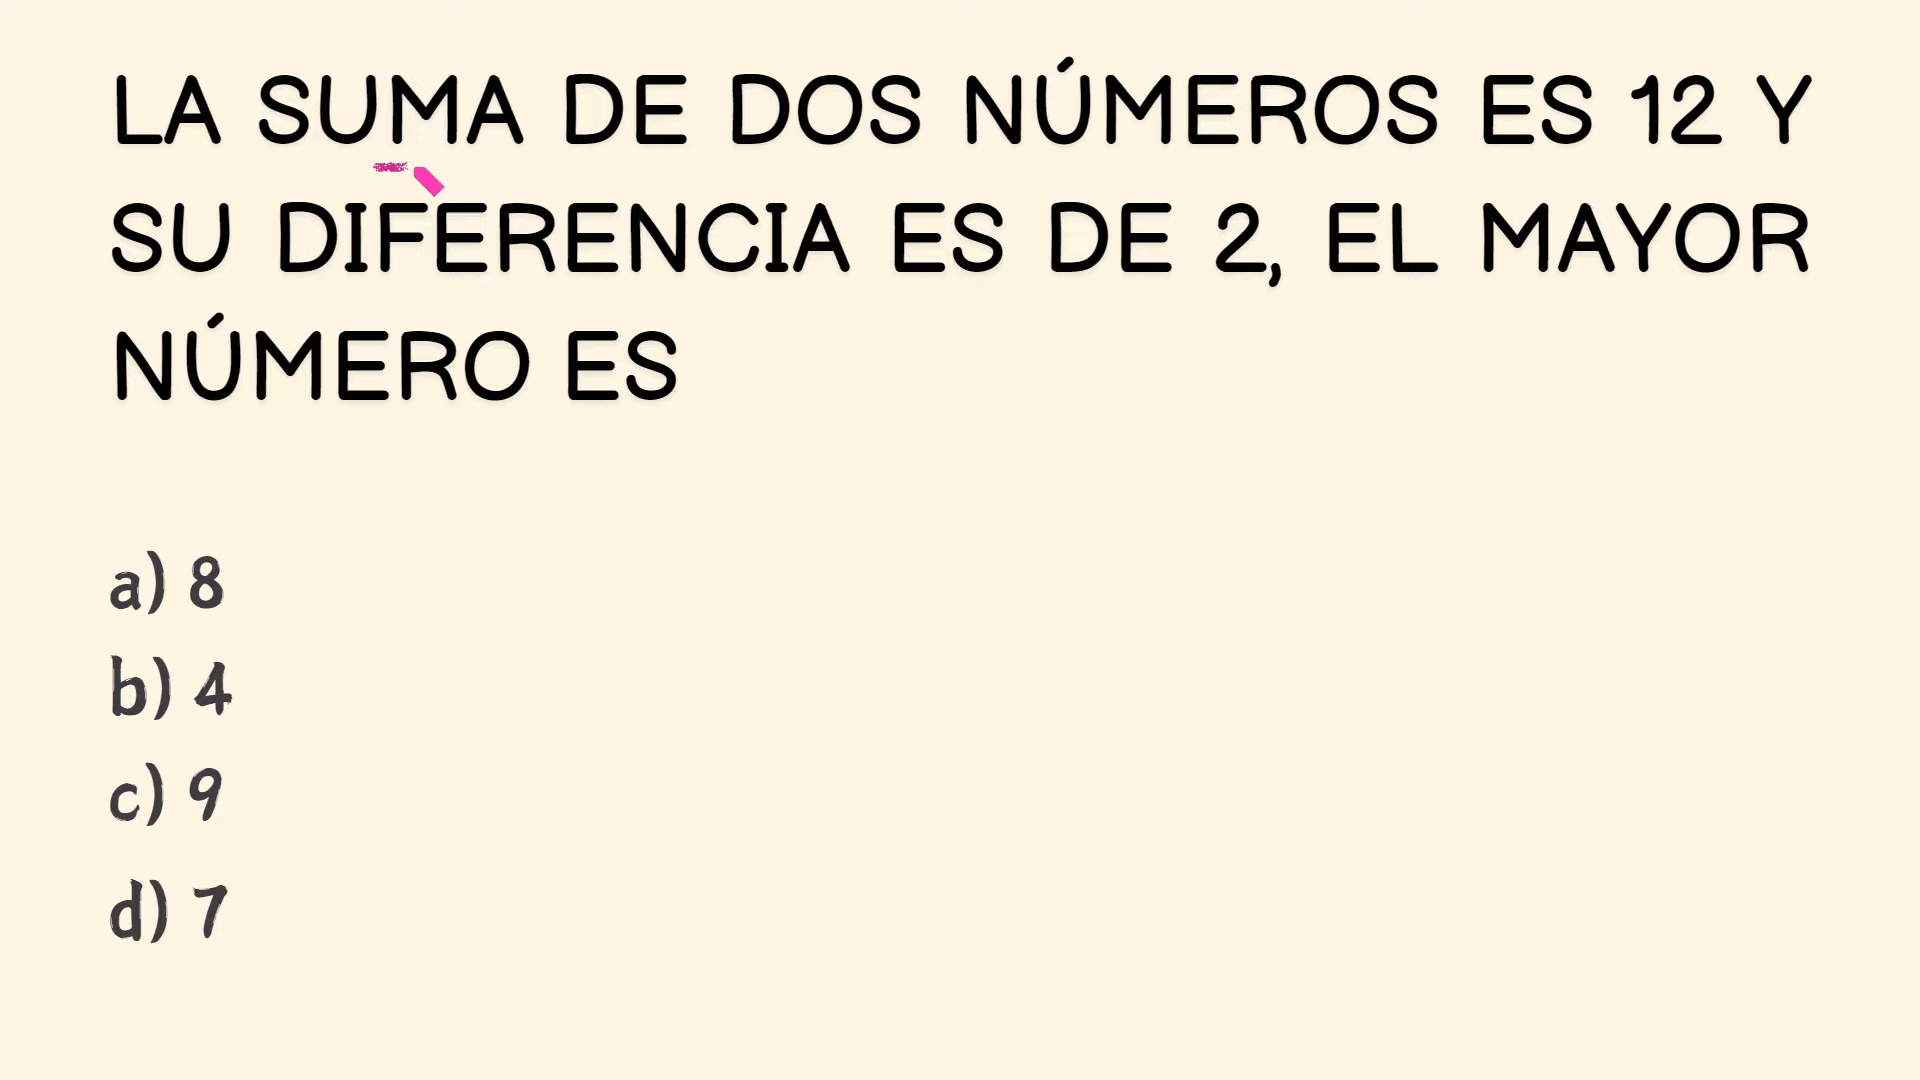 LA SUMA DE DOS NÚMEROS ES 12 Y
SU DIFERENCIA ES DE 2, EL MAYOR
NÚMERO ES
a) 8
b) 4
c) 9
d) 7